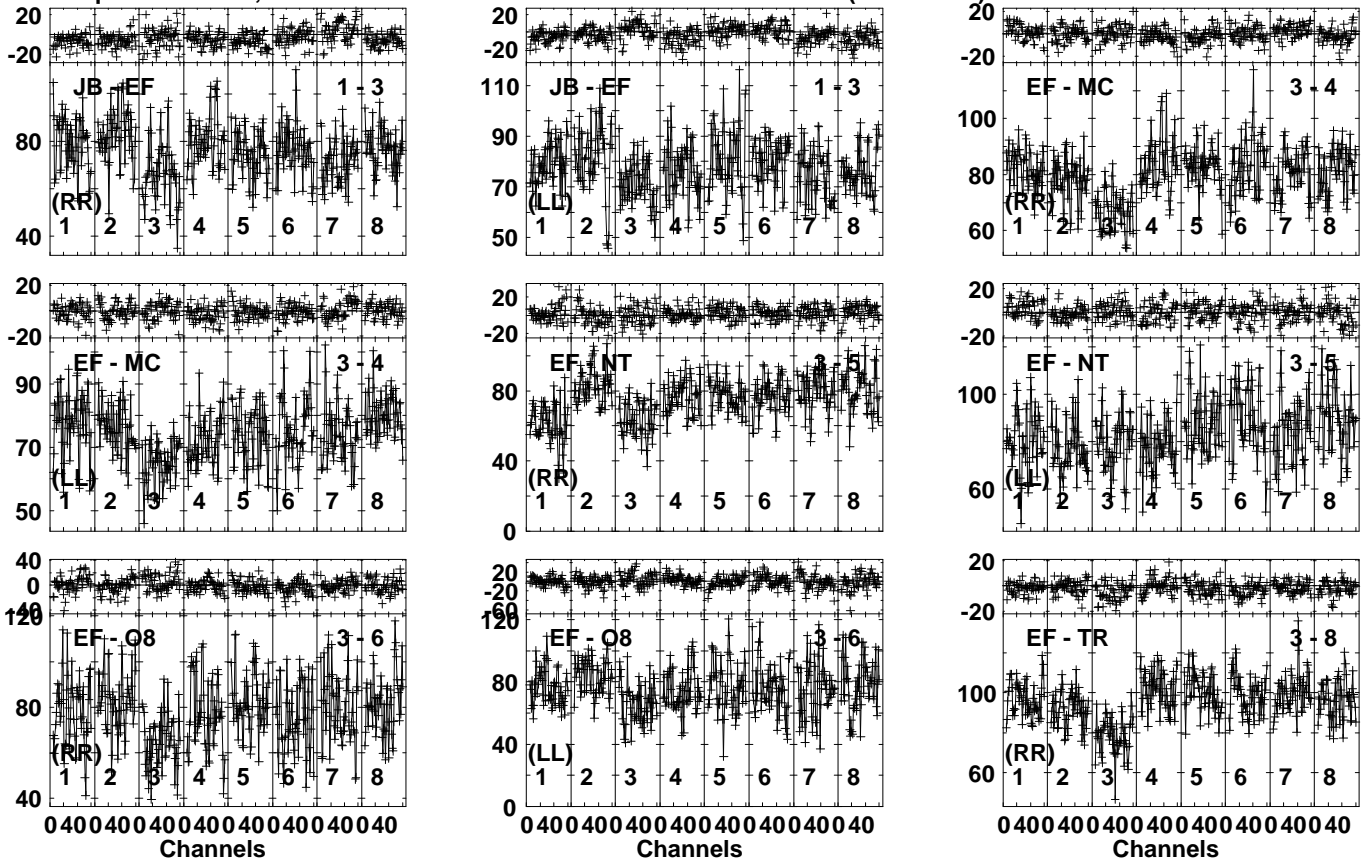 20 20 20
-20 -20 -20
JB - EF 1 - 3
80
(RR)
1 2 3 4 5 6 7 8
40
JB - EF 1 - 3
110
90
70
(LL)
1 2 3 4 5 6 7 8
50
EF - MC 3 - 4
100
80
(RR)
1 2 3 4 5 6 7 8
60
20 20 20
-20 -20 -20
EF - MC 3 - 4
90
70
(LL)
1 2 3 4 5 6 7 8
50
EF - NT 3 - 5
80
40
(RR)
1 2 3 4 5 6 7 8
0
EF - NT 3 - 5
100
60
(LL)
1 2 3 4 5 6 7 8
40 20 20
0 -20 -20
-40 -60
120
EF - O8 3 - 6
80
(RR)
1 2 3 4 5 6 7 8
40
120
EF - O8 3 - 6
80
40
(LL)
1 2 3 4 5 6 7 8
0
EF - TR 3 - 8
100
60
(RR)
1 2 3 4 5 6 7 8
0 40 0 40 0 40 0 40 0 40 0 40 0 40 0 40
0 40 0 40 0 40 0 40 0 40 0 40 0 40 0 40
0 40 0 40 0 40 0 40 0 40 0 40 0 40 0 40
Channels Channels Channels